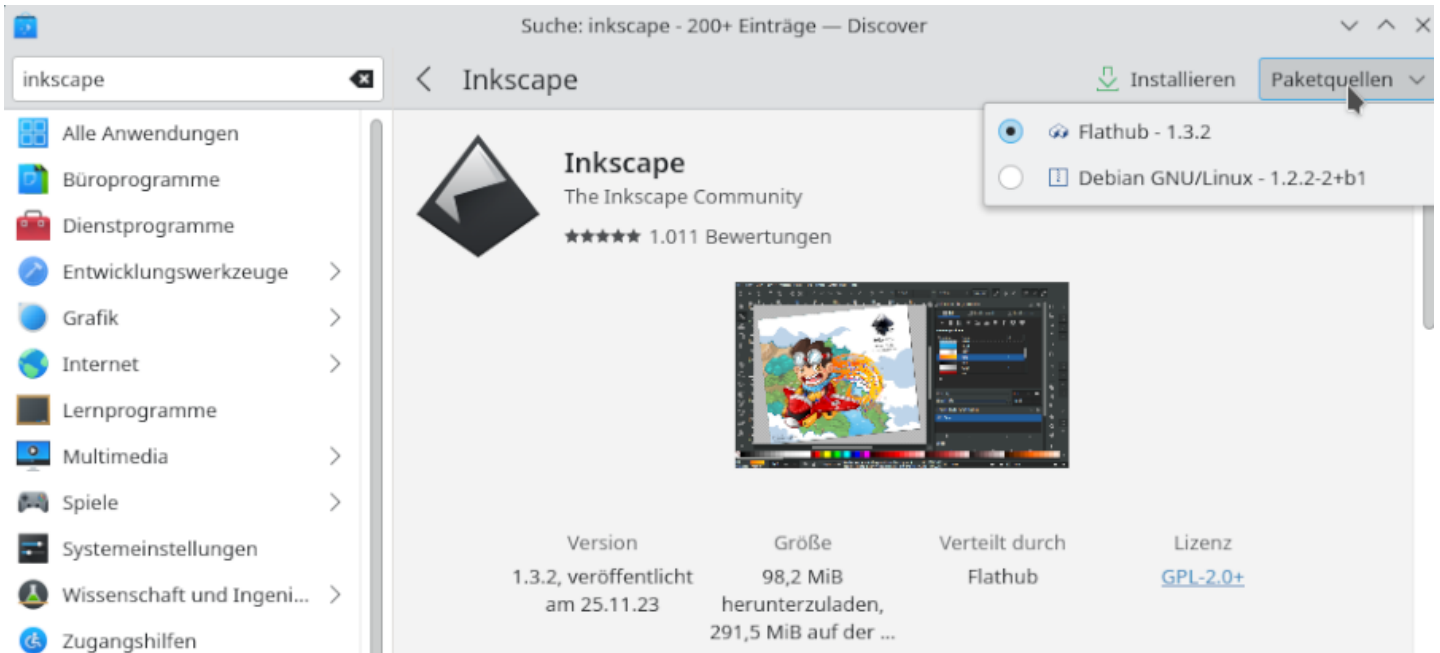 Suche: inkscape - 200+ Einträge — Discover
inkscape
Inkscape
Installieren
Paketquellen
Flathub - 1.3.2
Debian GNU/Linux - 1.2.2-2+b1
Alle Anwendungen
Büroprogramme
Dienstprogramme
Entwicklungswerkzeuge
Grafik
Internet
Lernprogramme
Multimedia
Spiele
Systemeinstellungen
Wissenschaft und Ingeni...
Zugangshilfen
Inkscape
The Inkscape Community
1.011 Bewertungen
Version
1.3.2, veröffentlicht
am 25.11.23
Größe
98,2 MiB
herunterzuladen,
291,5 MiB auf der ...
Verteilt durch
Flathub
Lizenz
GPL-2.0+